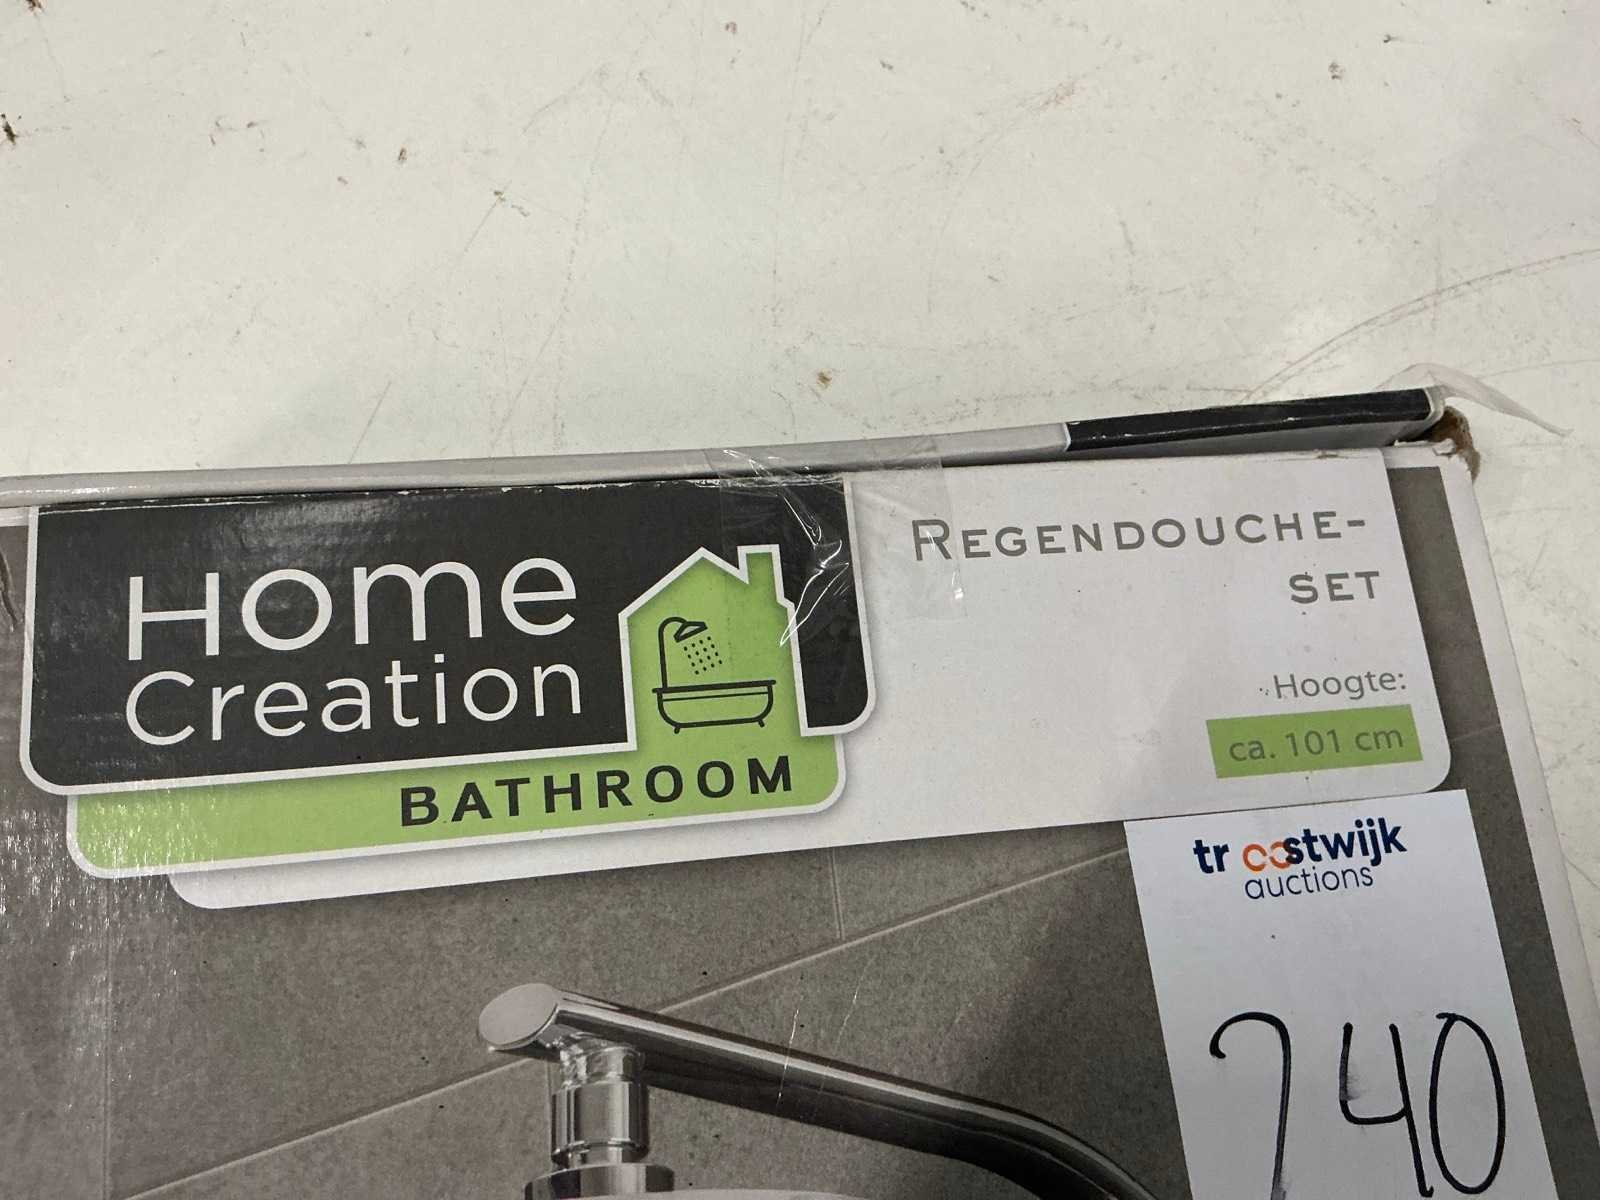 Home
Creation
BATHROOM
REGENDOUCHE-
SET
Hoogte:
ca. 101 cm
troostwijk
auctions
240